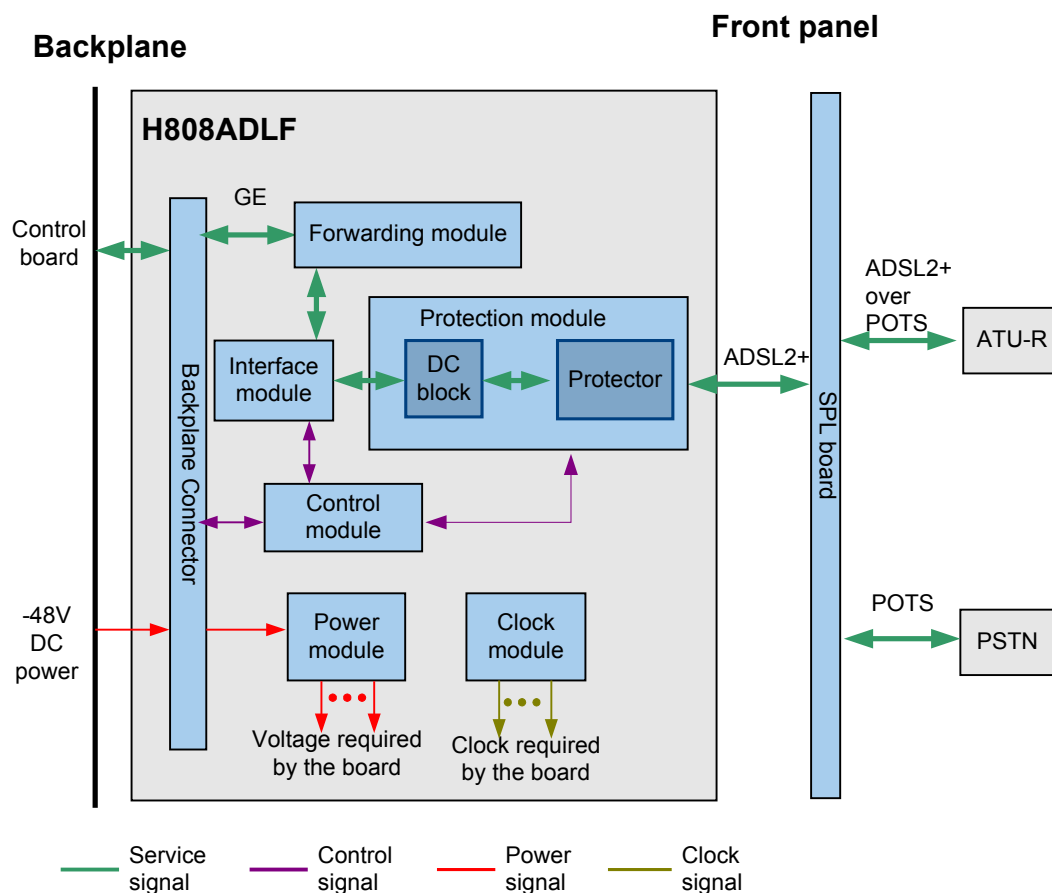 Backplane
Front panel
H808ADLF
GE
Forwarding module
Control
board
Protection module
ADSL2+
over
POTS
ATU-R
Interface
module
DC
block
Protector
ADSL2+
Backplane Connector
SPL board
Control
module
-48V
DC
power
Power
module
Clock
module
POTS
PSTN
Voltage required
by the board
Clock required
by the board
Service
signal
Control
signal
Power
signal
Clock
signal